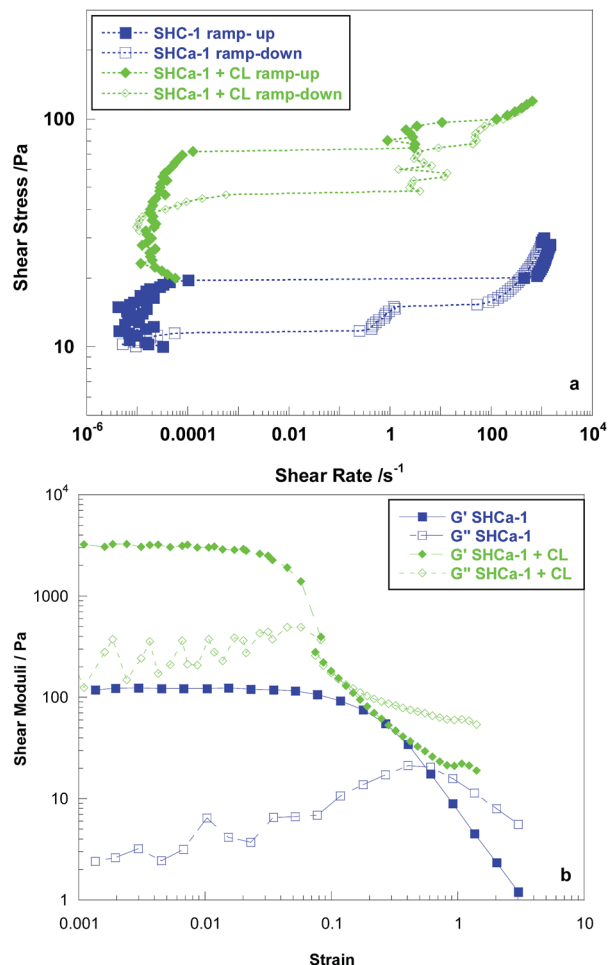 SHC-1 ramp- up
SHCa-1 ramp-down
SHCa-1 + CL ramp-up
SHCa-1 + CL ramp-down
100
10
Shear Stress /Pa
a
10⁻⁶ 0.0001 0.01 1 100 10⁴
Shear Rate /s⁻¹
10⁴
1000
100
10
1
Shear Moduli / Pa
G' SHCa-1
G" SHCa-1
G' SHCa-1 + CL
G" SHCa-1 + CL
b
0.001 0.01 0.1 1 10
Strain